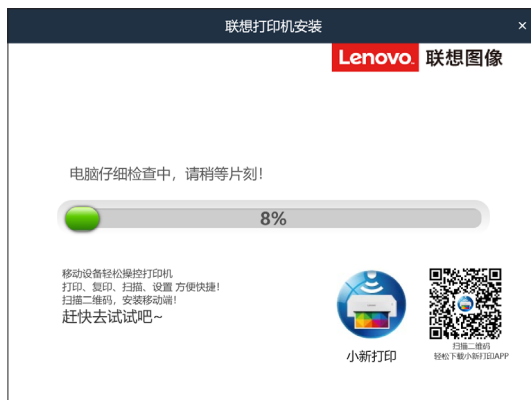 联想打印机安装
×
Lenovo. 联想图像
电脑仔细检查中，请稍等片刻！
8%
移动设备轻松操控打印机
打印、复印、扫描、设置 方便快捷！
扫描二维码，安装移动端！
赶快去试试吧~
小新打印
扫描二维码
轻松下载小新打印APP